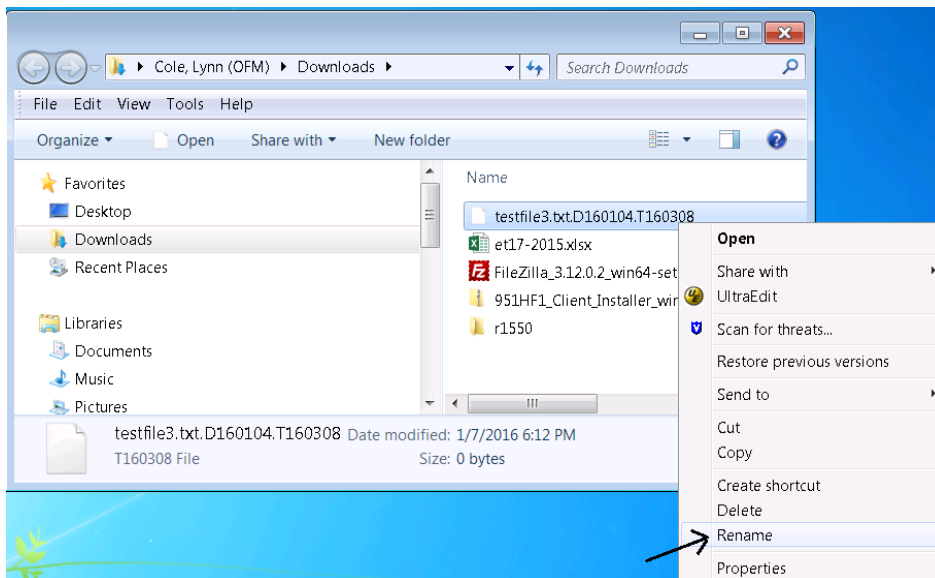 Cole, Lynn (OFM) Downloads Search Downloads
File Edit View Tools Help
Organize Open Share with New folder
Favorites
Desktop
Downloads
Recent Places
Libraries
Documents
Music
Pictures
Name
testfile3.txt.D160104.T160308
et17-2015.xlsx
FileZilla_3.12.0.2_win64-set
951HF1_Client_Installer_wir
r1550
testfile3.txt.D160104.T160308 Date modified: 1/7/2016 6:12 PM
T160308 File Size: 0 bytes
Open
Share with
UltraEdit
Scan for threats...
Restore previous versions
Send to
Cut
Copy
Create shortcut
Delete
Rename
Properties